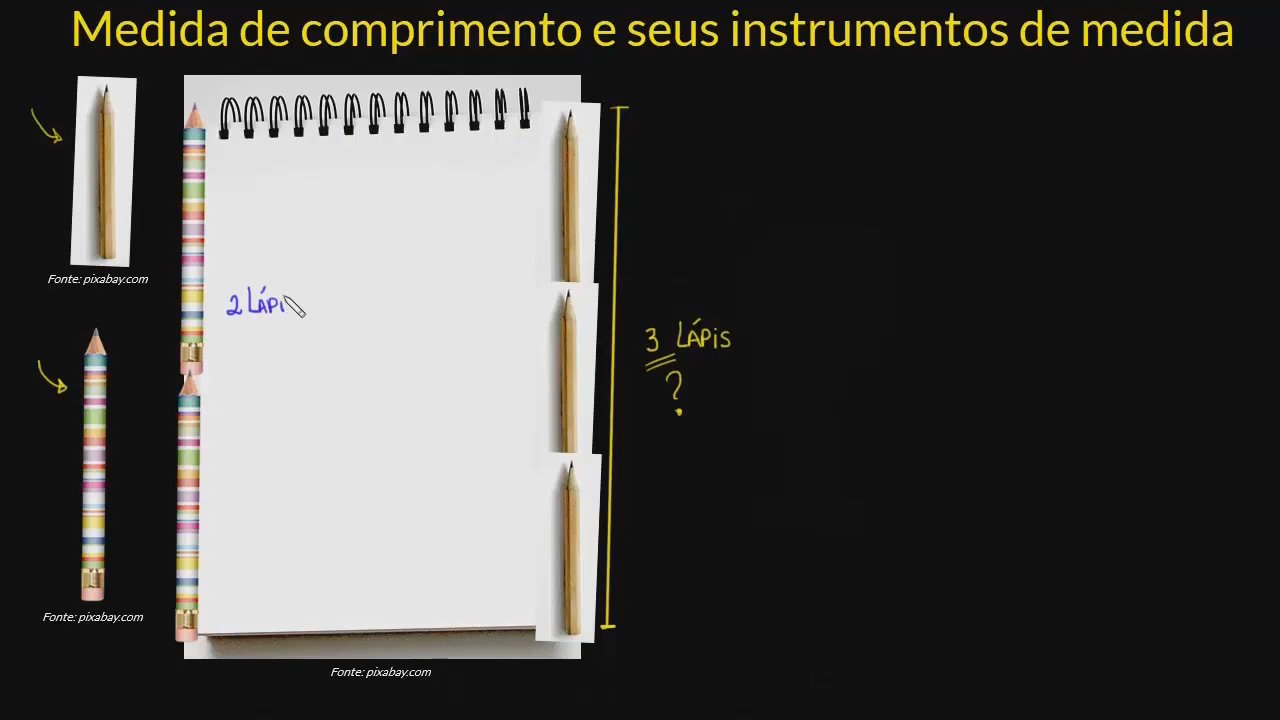 Medida de comprimento e seus instrumentos de medida
Fonte: pixabay.com
2 LÁPI
3 LÁPIS
?
Fonte: pixabay.com
Fonte: pixabay.com